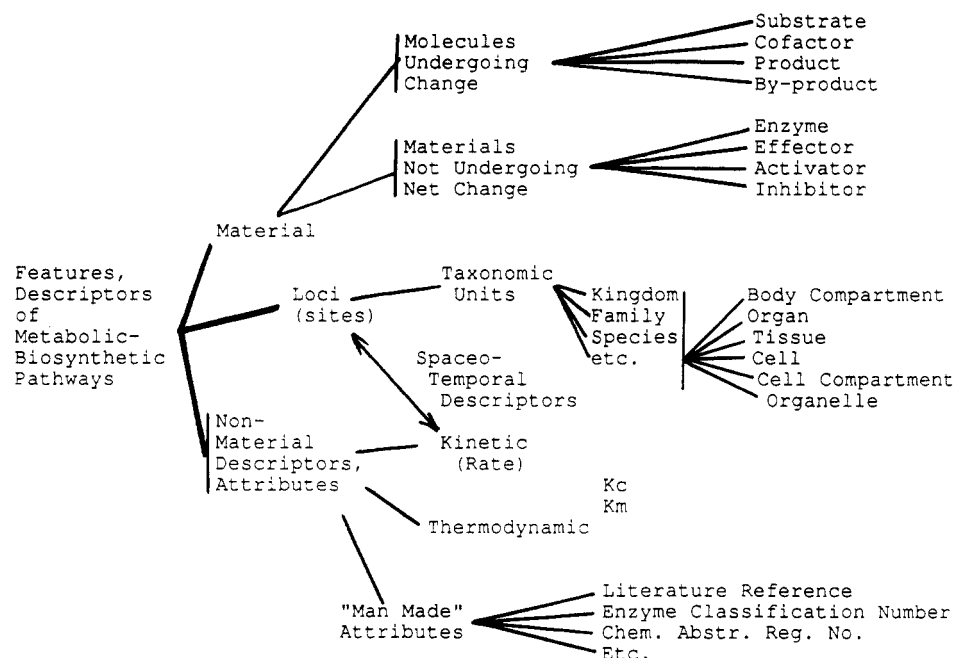 Molecules
Undergoing
Change
Substrate
Cofactor
Product
By-product
Materials
Not Undergoing
Net Change
Enzyme
Effector
Activator
Inhibitor
Material
Features,
Descriptors
of
Metabolic-
Biosynthetic
Pathways
Loci
(sites)
Taxonomic
Units
Kingdom
Family
Species
etc.
Body Compartment
Organ
Tissue
Cell
Cell Compartment
Organelle
Spaceo-
Temporal
Descriptors
Non-
Material
Descriptors,
Attributes
Kinetic
(Rate)
Kc
Km
Thermodynamic
"Man Made"
Attributes
Literature Reference
Enzyme Classification Number
Chem. Abstr. Reg. No.
Etc.